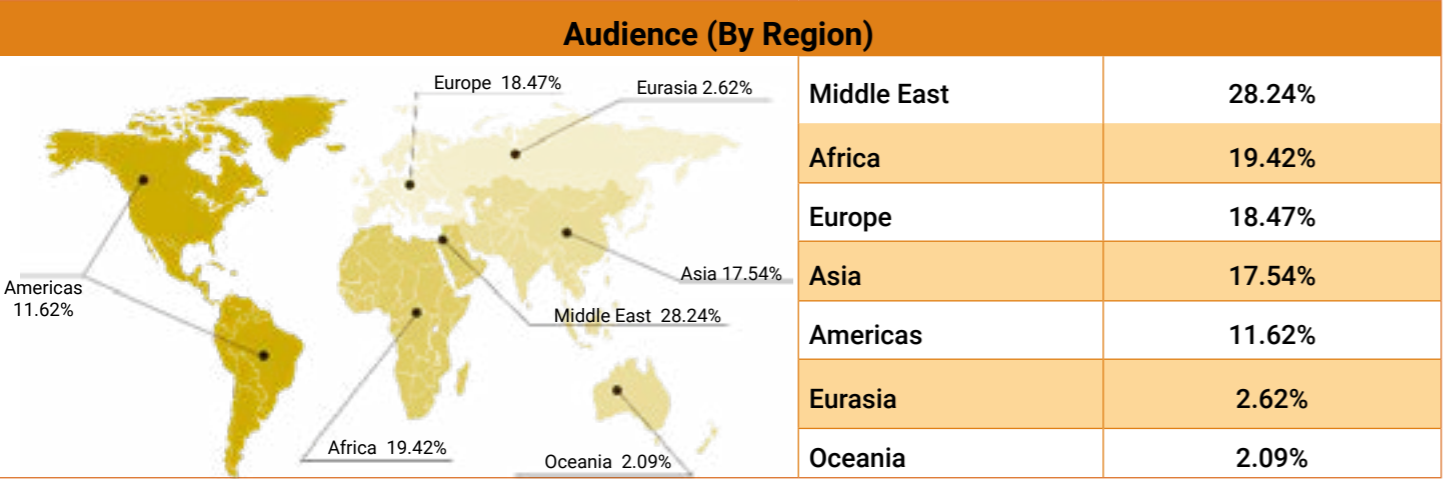 Audience (By Region)
Europe 18.47%
Eurasia 2.62%
Asia 17.54%
Americas
11.62%
Middle East 28.24%
Africa 19.42%
Oceania 2.09%
Middle East 28.24%
Africa 19.42%
Europe 18.47%
Asia 17.54%
Americas 11.62%
Eurasia 2.62%
Oceania 2.09%